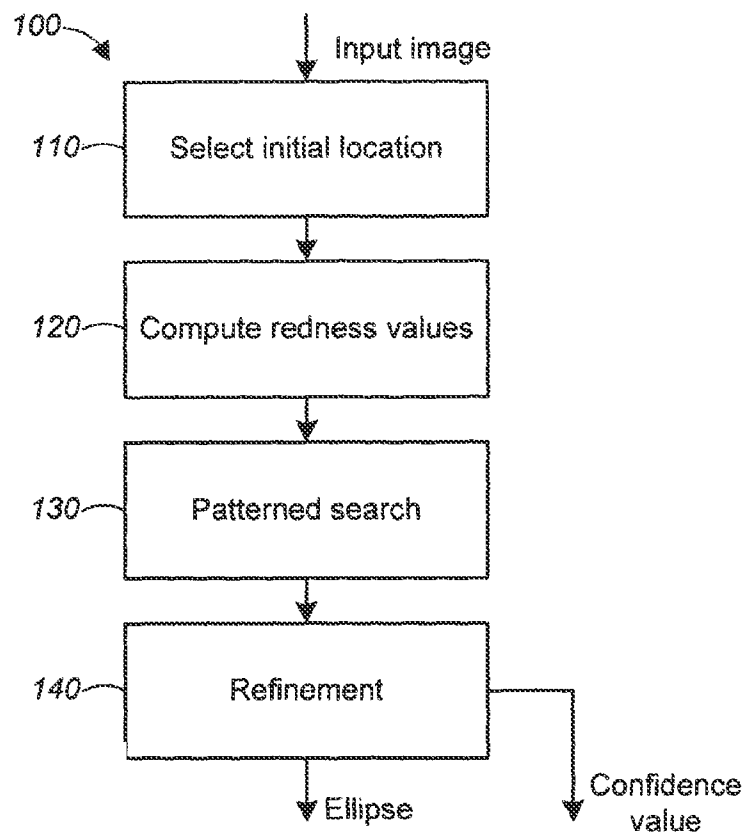 100
Input image
110
Select initial location
120
Compute redness values
130
Patterned search
140
Refinement
Ellipse
Confidence
value